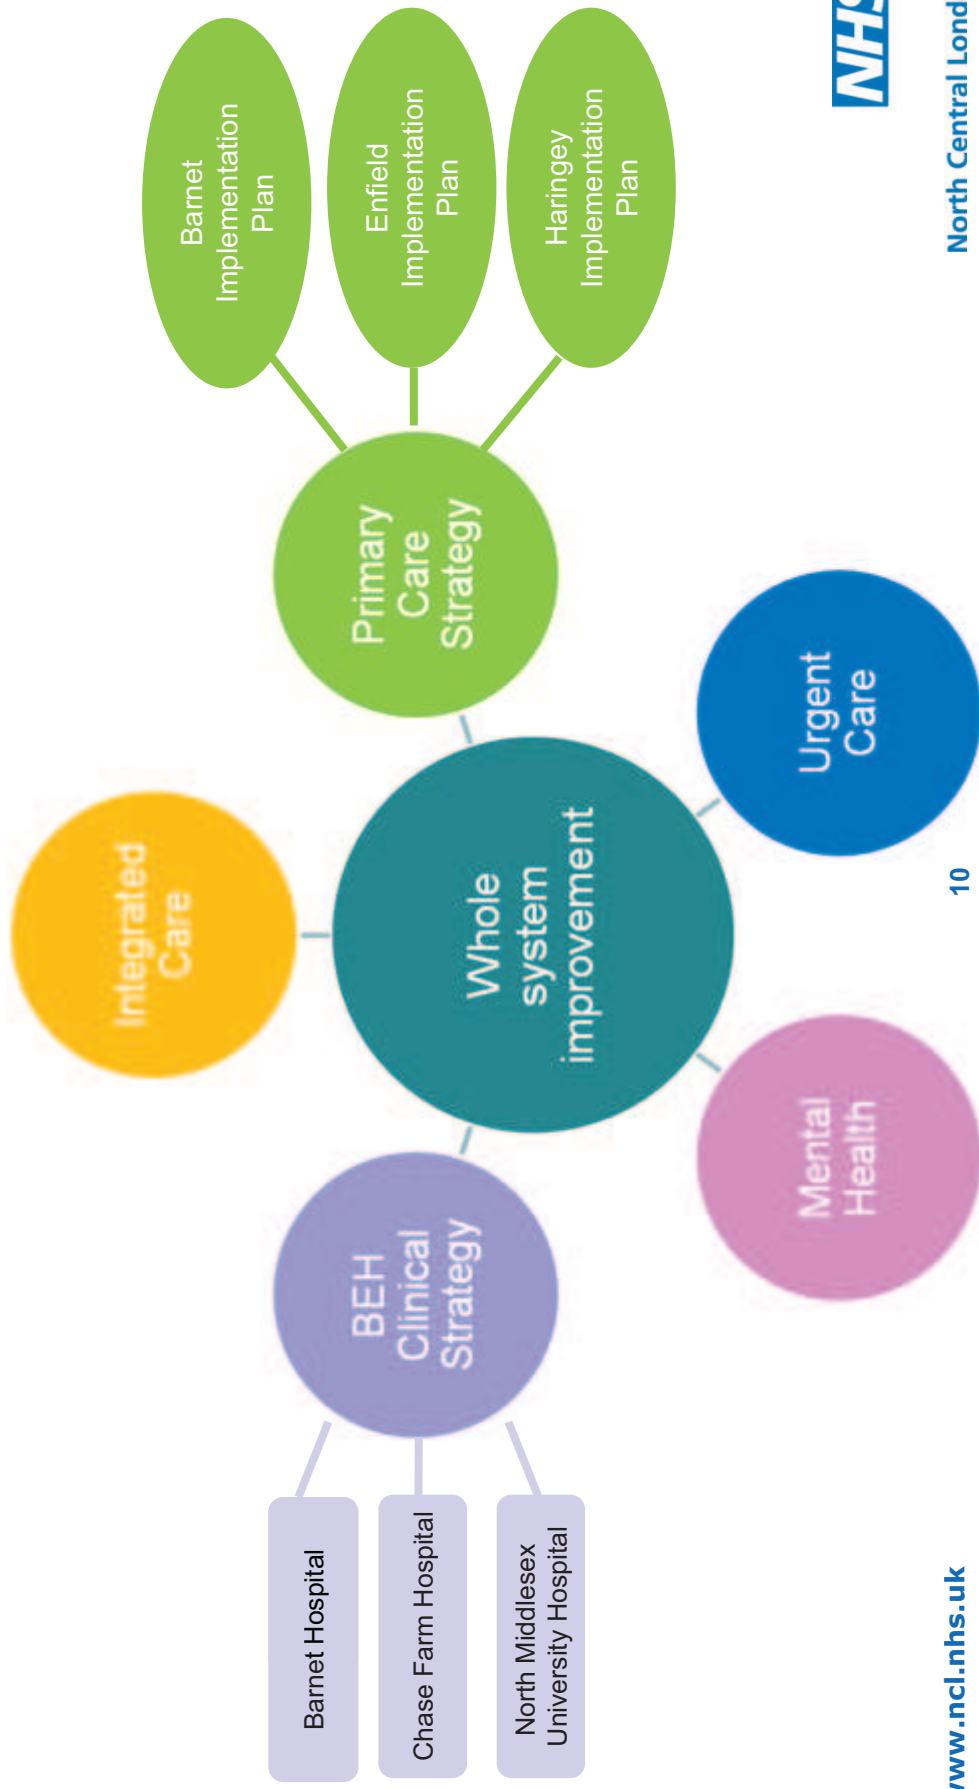 Barnet Hospital
Chase Farm Hospital
North Middlesex
University Hospital
BEH
Clinical
Strategy
Integrated
Care
Whole
system
improvement
Mental
Health
Urgent
Care
Primary
Care
Strategy
Barnet
Implementation
Plan
Enfield
Implementation
Plan
Haringey
Implementation
Plan
NHS
North Central Lond
10
www.ncl.nhs.uk